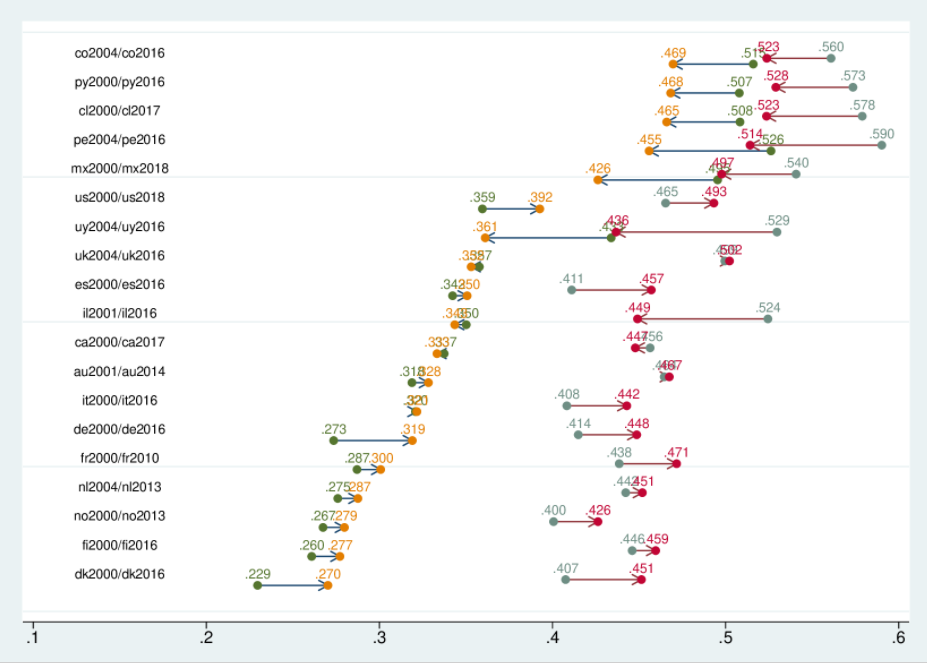 co2004/co2016 .469 .523 .560
py2000/py2016 .468 .507 .528 .573
cl2000/cl2017 .465 .508 .523 .578
pe2004/pe2016 .455 .514 .526 .590
mx2000/mx2018 .426 .497 .540
us2000/us2018 .359 .392 .465 .493
uy2004/uy2016 .361 .436 .529
uk2004/uk2016 .502
es2000/es2016 .342 .350 .411 .457
il2001/il2016 .350 .449 .524
ca2000/ca2017 .337 .447 .456
au2001/au2014 .318 .328 .467
it2000/it2016 .408 .442
de2000/de2016 .273 .319 .414 .448
fr2000/fr2010 .287 .300 .438 .471
nl2004/nl2013 .275 .287 .451
no2000/no2013 .267 .279 .400 .426
fi2000/fi2016 .260 .277 .446 .459
dk2000/dk2016 .229 .270 .407 .451
.1 .2 .3 .4 .5 .6